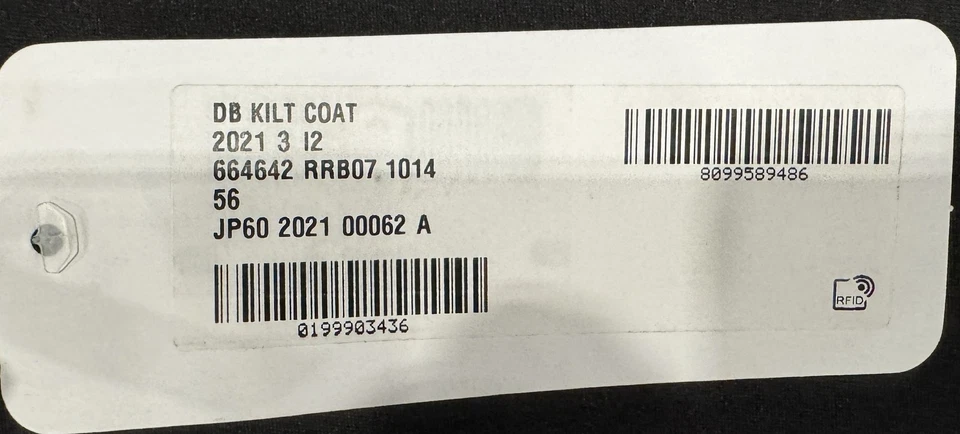 DB KILT COAT
2021 3 I2
664642 RRB07 1014
56
JP60 2021 00062 A
0199903436
8099589486
RFID